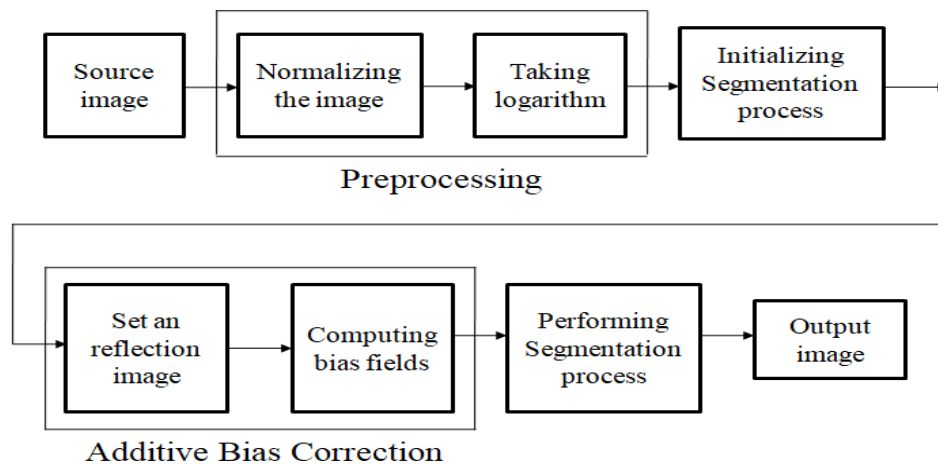 Source
image
Normalizing
the image
Taking
logarithm
Initializing
Segmentation
process
Preprocessing
Set an
reflection
image
Computing
bias fields
Performing
Segmentation
process
Output
image
Additive Bias Correction